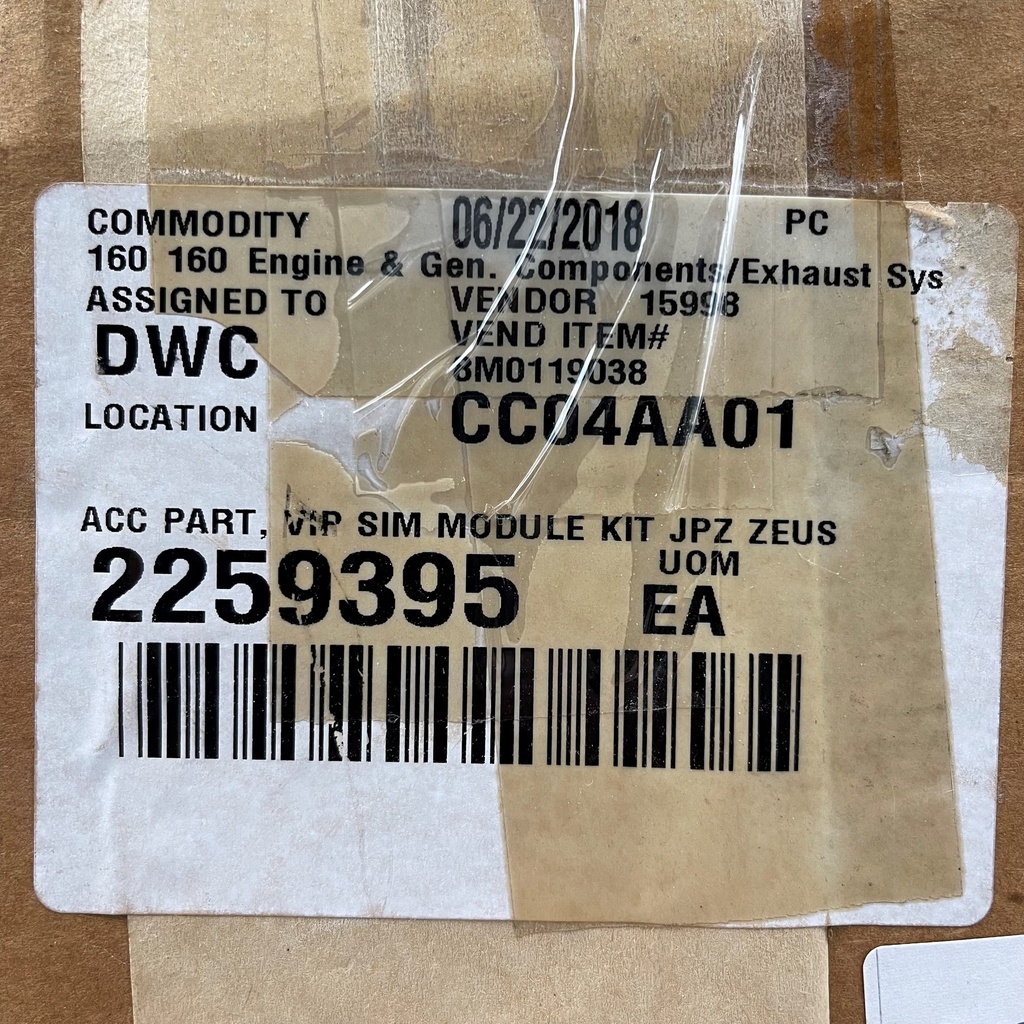 COMMODITY 06/22/2018 PC
160 160 Engine & Gen. Components/Exhaust Sys
ASSIGNED TO VENDOR 15998
DWC VEND ITEM#
8M0119038
LOCATION CC04AA01
ACC PART, VIP SIM MODULE KIT JPZ ZEUS
2259395 UOM
EA